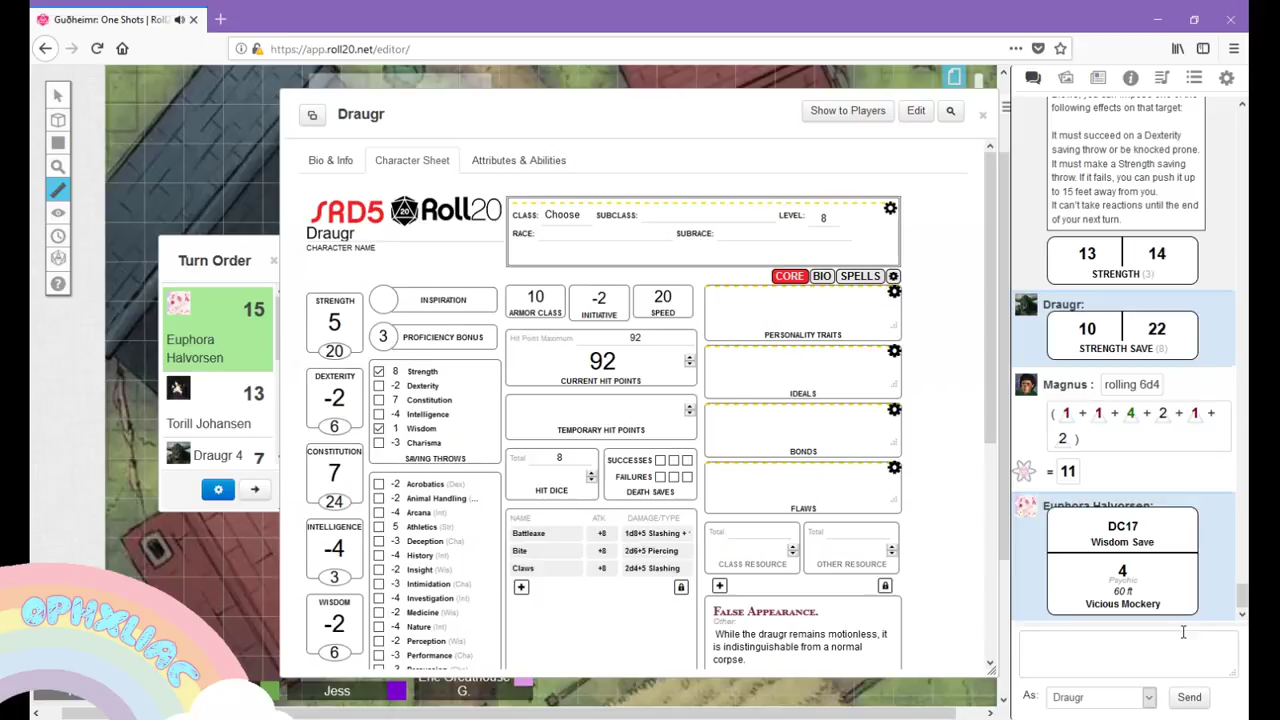 Guðheimr: One Shots | Roll2
https://app.roll20.net/editor/
Draugr
Show to Players
Edit
Bio & Info
Character Sheet
Attributes & Abilities
SRD5 20 Roll20
Draugr
CHARACTER NAME
CLASS: Choose SUBCLASS: LEVEL: 8
RACE: SUBRACE:
CORE BIO SPELLS
STRENGTH
5
20
DEXTERITY
-2
6
CONSTITUTION
7
24
INTELLIGENCE
-4
3
WISDOM
-2
6
INSPIRATION
3 PROFICIENCY BONUS
8 Strength
-2 Dexterity
7 Constitution
-4 Intelligence
1 Wisdom
-3 Charisma
SAVING THROWS
-2 Acrobatics (Dex)
-2 Animal Handling (...
-4 Arcana (Int)
5 Athletics (Str)
-3 Deception (Cha)
-4 History (Int)
-2 Insight (Wis)
-3 Intimidation (Cha)
-4 Investigation (Int)
-2 Medicine (Wis)
-4 Nature (Int)
-2 Perception (Wis)
-3 Performance (Cha)
10
ARMOR CLASS
-2
INITIATIVE
20
SPEED
Hit Point Maximum 92
92
CURRENT HIT POINTS
TEMPORARY HIT POINTS
Total 8
HIT DICE
SUCCESSES
FAILURES
DEATH SAVES
NAME ATK DAMAGE/TYPE
Battleaxe +8 1d8+5 Slashing +
Bite +8 2d6+5 Piercing
Claws +8 2d4+5 Slashing
PERSONALITY TRAITS
IDEALS
BONDS
FLAWS
Total
CLASS RESOURCE
Total
OTHER RESOURCE
FALSE APPEARANCE.
Other:
While the draugr remains motionless, it
is indistinguishable from a normal
corpse.
Turn Order
15
Euphora
Halvorsen
13
Torill Johansen
Draugr 4 7
following effects on that target:
It must succeed on a Dexterity
saving throw or be knocked prone.
It must make a Strength saving
throw. If it fails, you can push it up
to 15 feet away from you.
It can't take reactions until the end
of your next turn.
13 14
STRENGTH (3)
Draugr:
10 22
STRENGTH SAVE (8)
Magnus : rolling 6d4
( 1 + 1 + 4 + 2 + 1 +
2 )
= 11
Euphora Halvorsen:
DC17
Wisdom Save
4
Psychic
60 ft
Vicious Mockery
As: Draugr Send
Jess
G.
OPHXLIAC